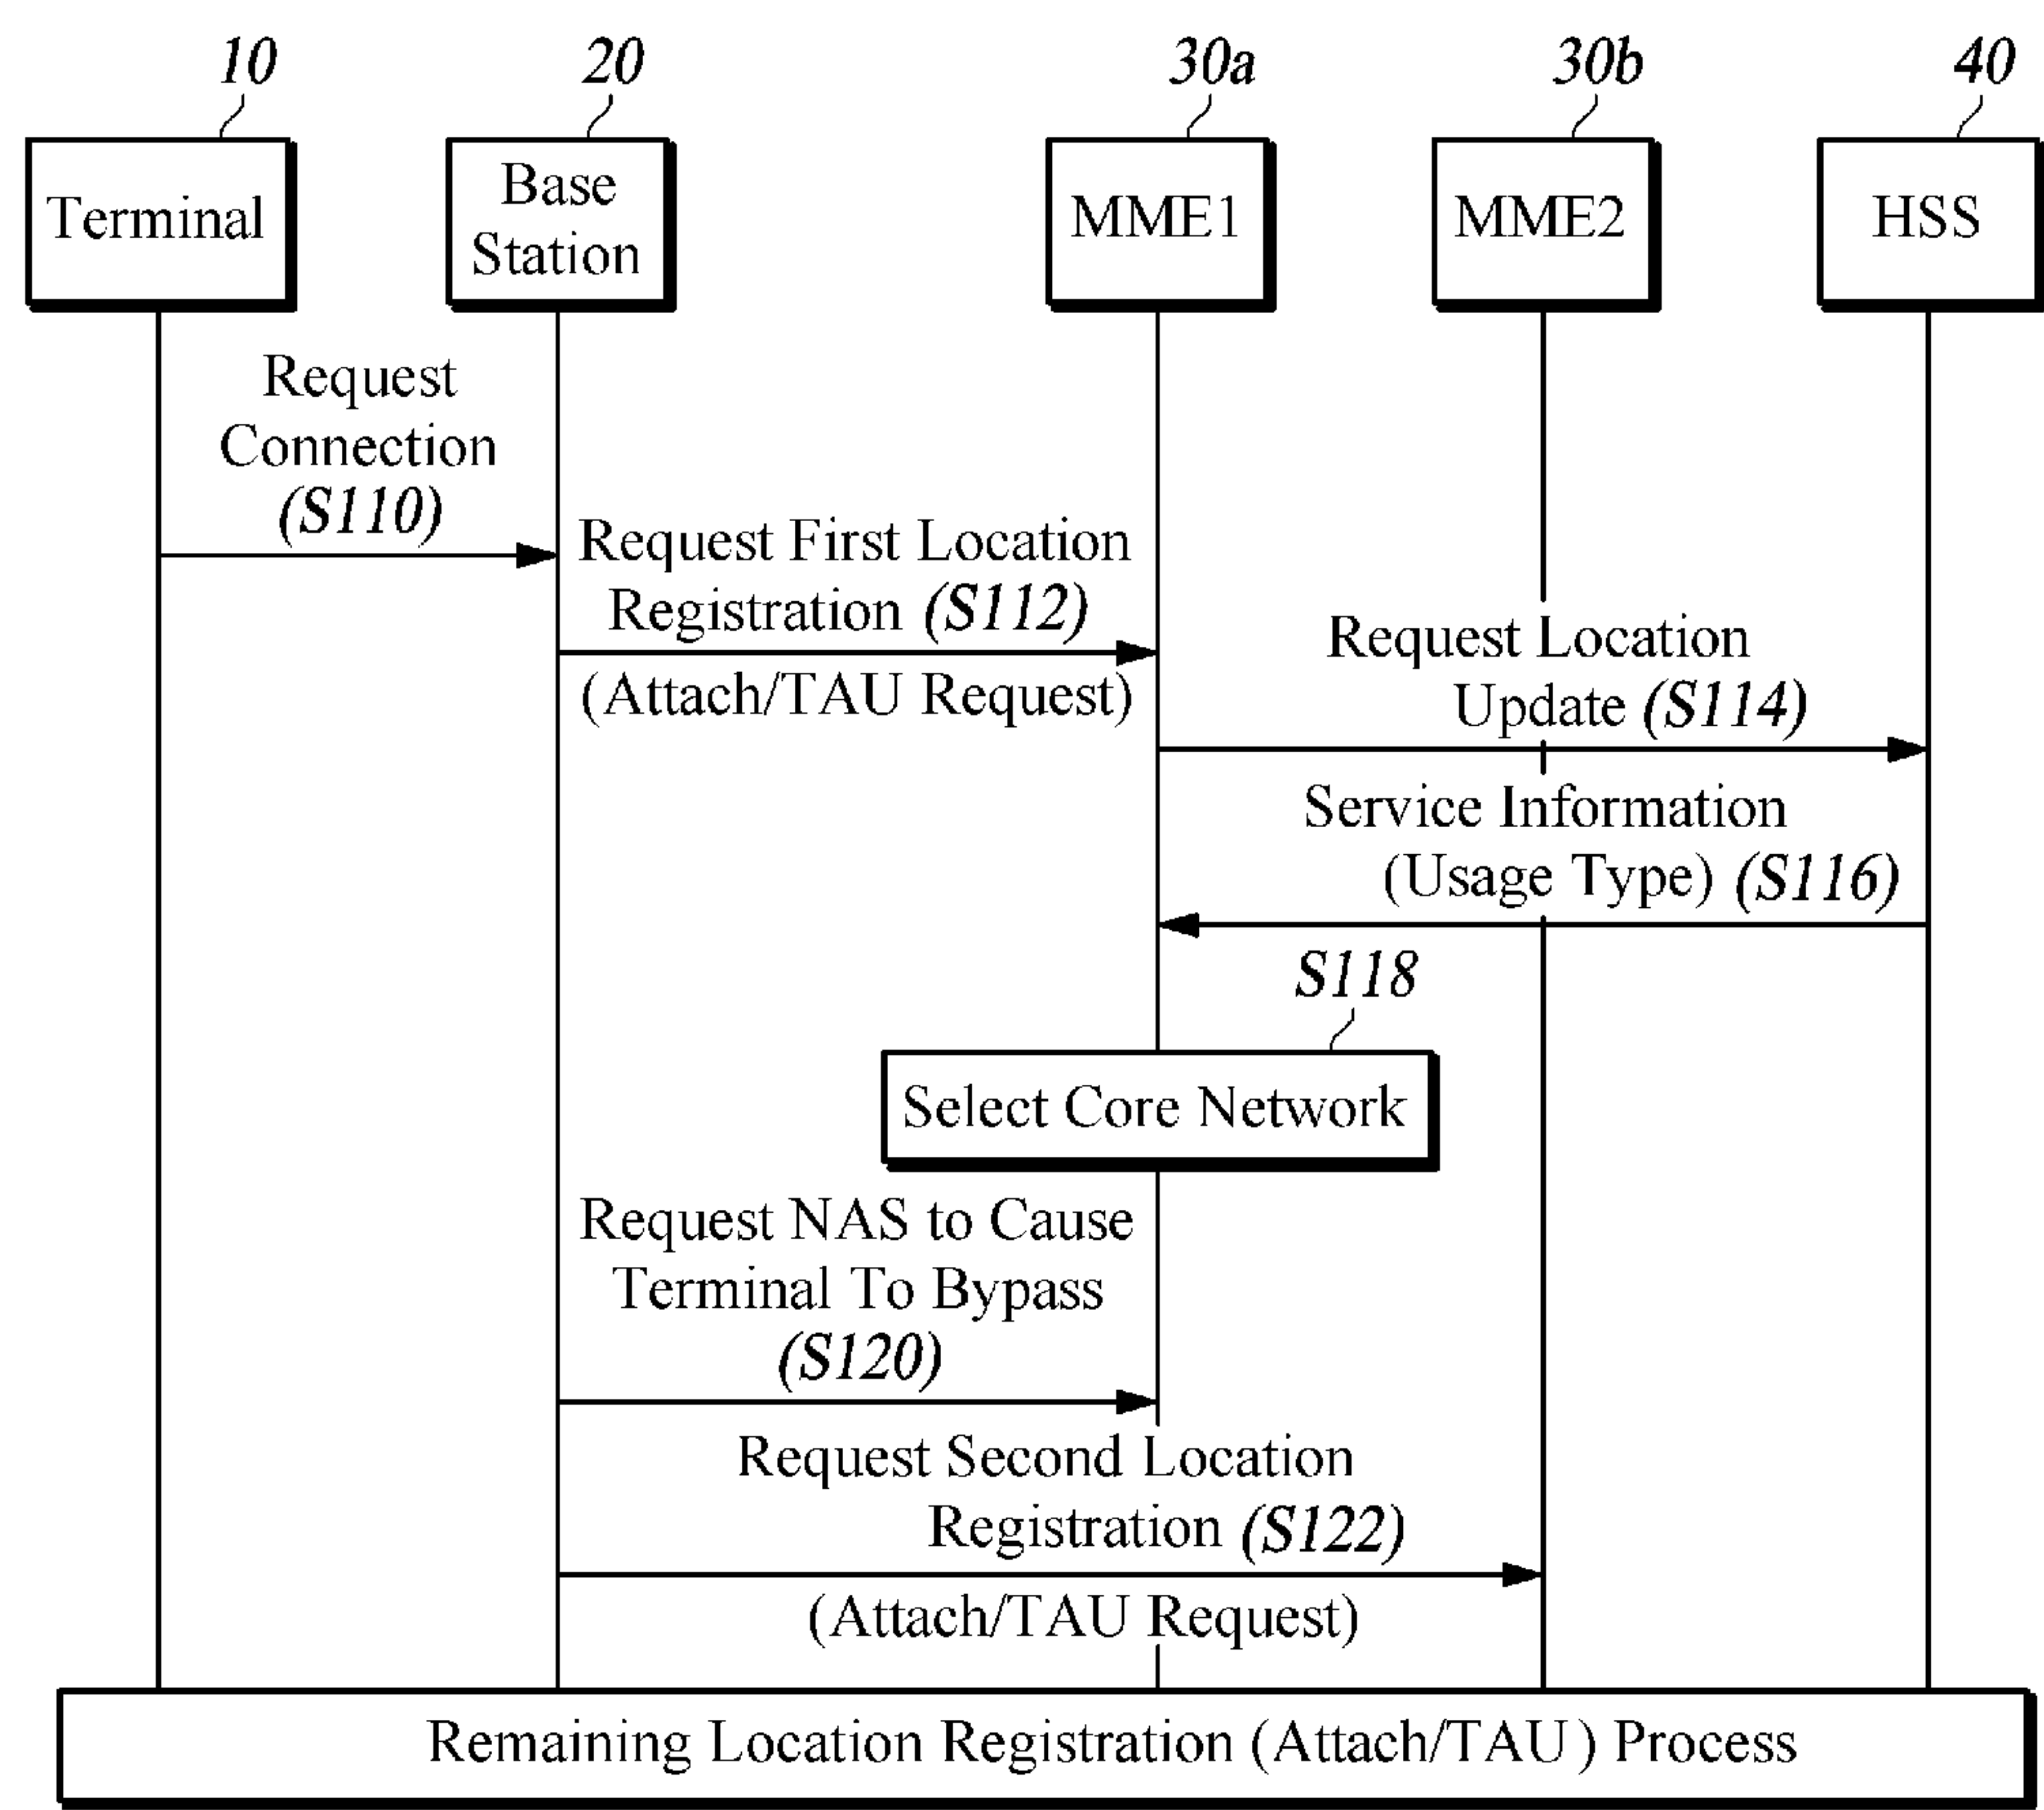 10
20
30a
30b
40
Terminal
Base
Station
MME1
MME2
HSS
Request
Connection
(S110)
Request First Location
Registration (S112)
(Attach/TAU Request)
Request Location
Update (S114)
Service Information
(Usage Type) (S116)
S118
Select Core Network
Request NAS to Cause
Terminal To Bypass
(S120)
Request Second Location
Registration (S122)
(Attach/TAU Request)
Remaining Location Registration (Attach/TAU) Process